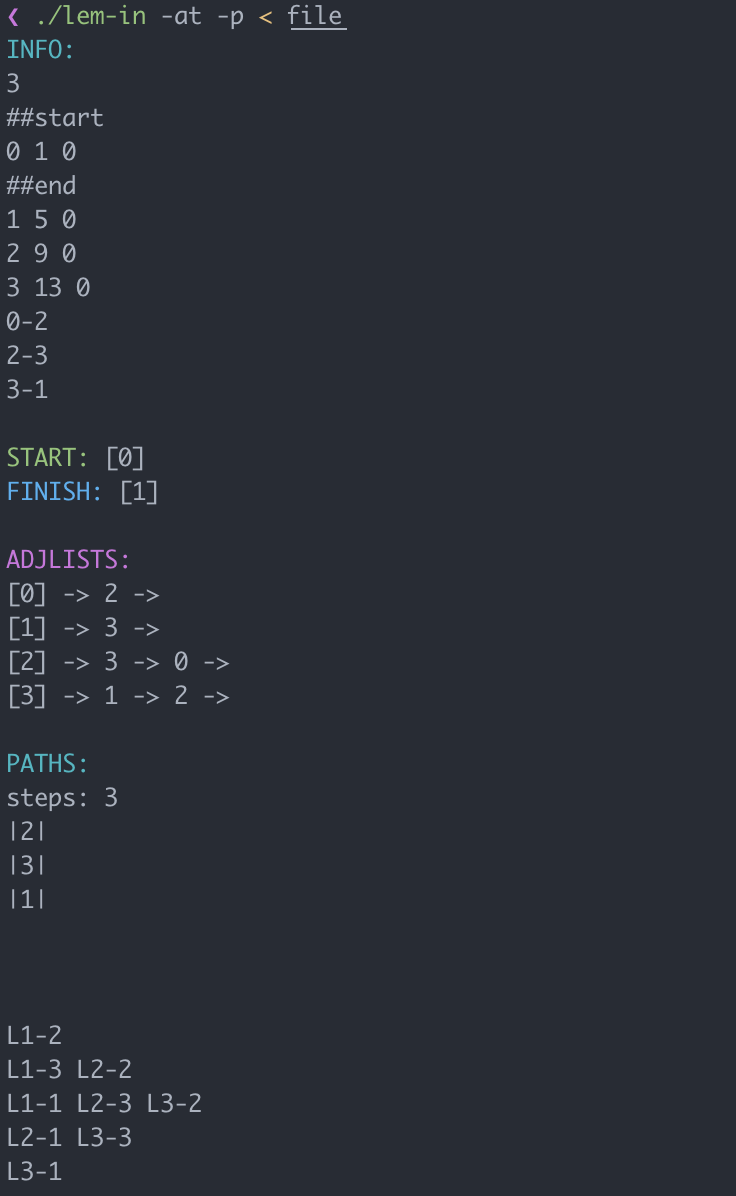 ❮ ./lem-in -at -p < file
INFO:
3
##start
0 1 0
##end
1 5 0
2 9 0
3 13 0
0-2
2-3
3-1
START: [0]
FINISH: [1]
ADJLISTS:
[0] -> 2 ->
[1] -> 3 ->
[2] -> 3 -> 0 ->
[3] -> 1 -> 2 ->
PATHS:
steps: 3
|2|
|3|
|1|
L1-2
L1-3 L2-2
L1-1 L2-3 L3-2
L2-1 L3-3
L3-1